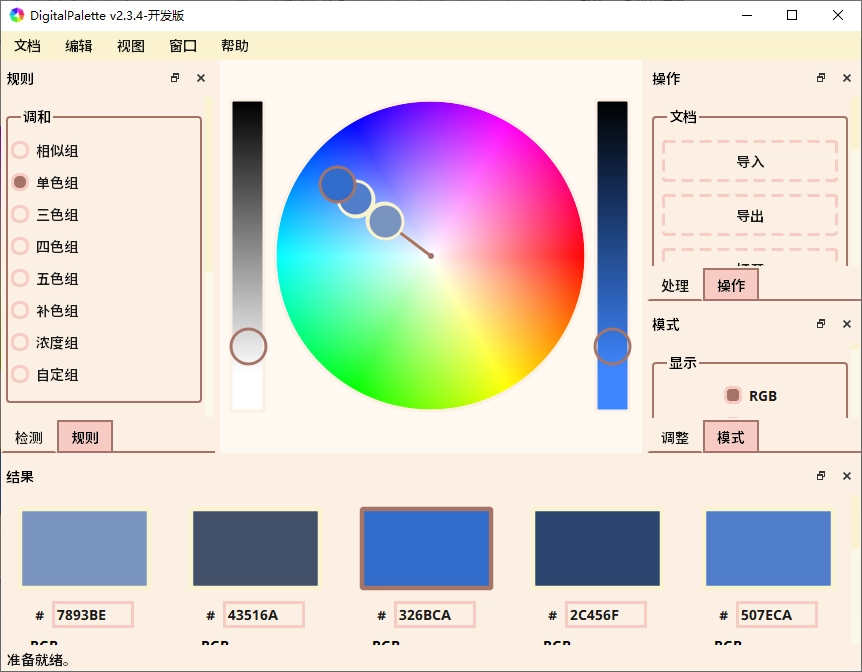 DigitalPalette v2.3.4-开发版
文档 编辑 视图 窗口 帮助
规则
调和
相似组
单色组
三色组
四色组
五色组
补色组
浓度组
自定组
检测 规则
操作
文档
导入
导出
处理 操作
模式
显示
RGB
调整 模式
结果
# 7893BE # 43516A # 326BCA # 2C456F # 507ECA
RGB RGB RGB RGB RGB
准备就绪。